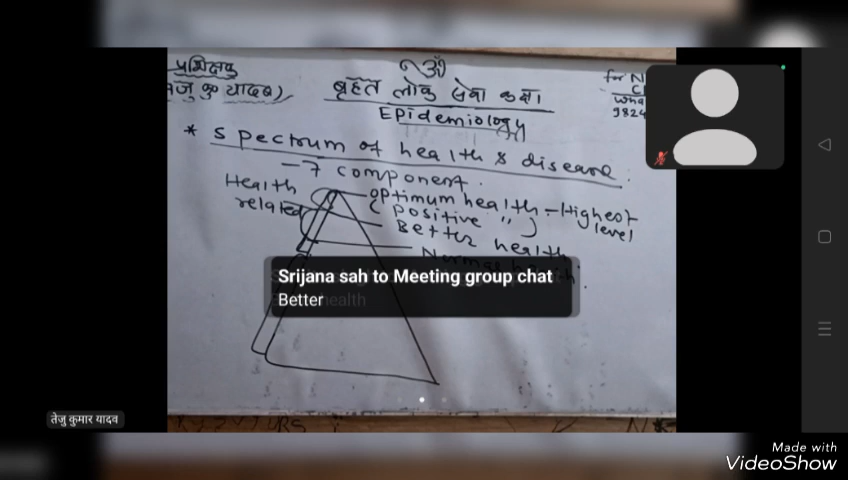 प्रशिक्षक
तेजु कु यादव)
ॐ
बृहत लोक सेवा कक्षा।
Epidemiology
for N
9824
* Spectrum of health & disease:
-7 component.
Health
related
optimum health - Highest
level
(Positive " )
Better health
Srijana sah to Meeting group chat
Better
तेजु कुमार यादव
Made with
VideoShow